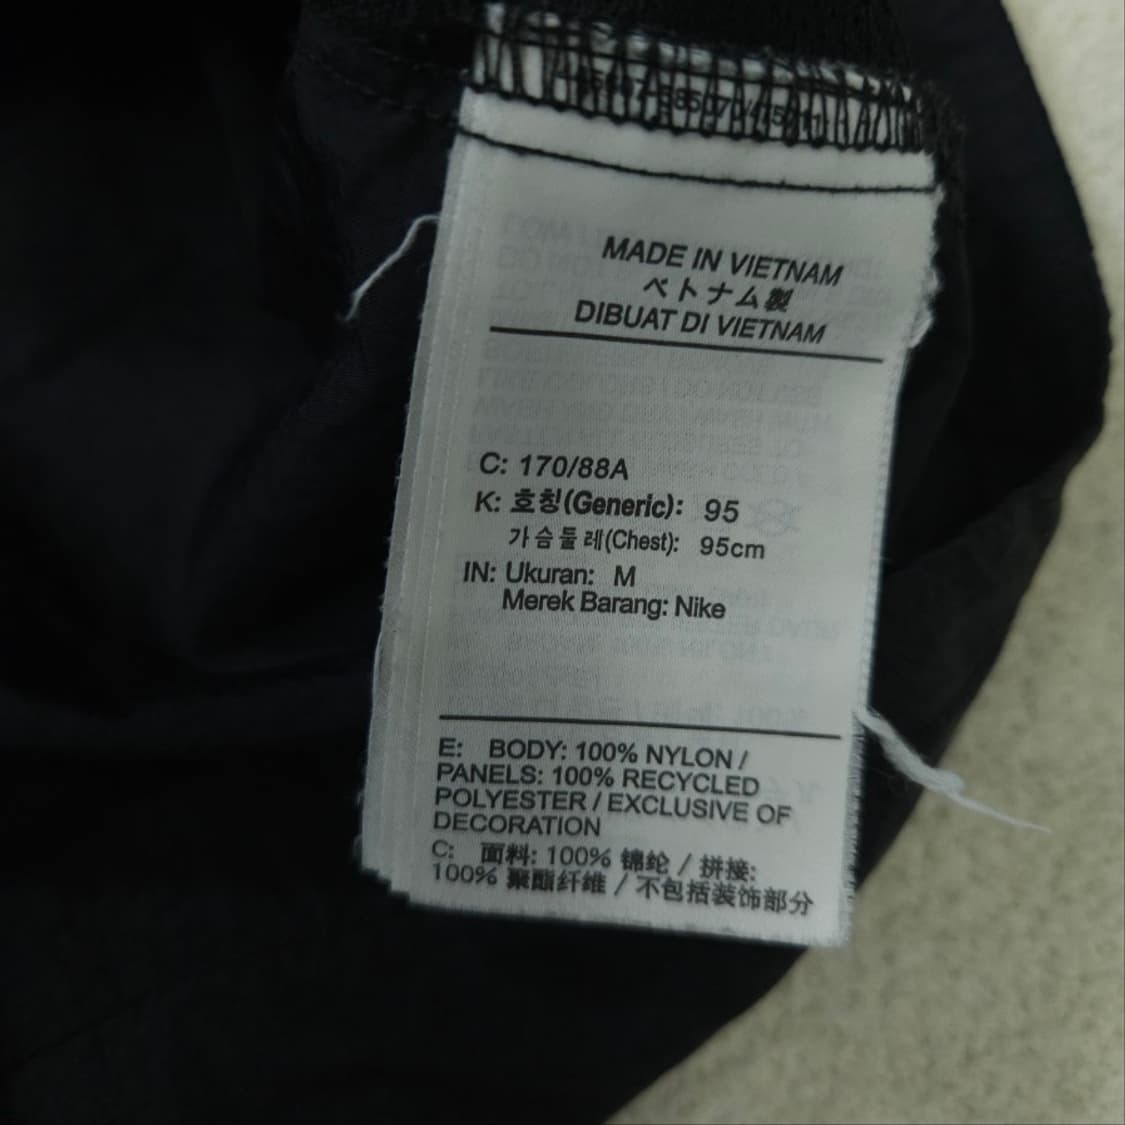 MADE IN VIETNAM
ベトナム製
DIBUAT DI VIETNAM
C: 170/88A
K: 호칭(Generic): 95
가슴둘레(Chest): 95cm
IN: Ukuran: M
Merek Barang: Nike
E: BODY: 100% NYLON /
PANELS: 100% RECYCLED
POLYESTER / EXCLUSIVE OF
DECORATION
C: 面料: 100% 锦纶 / 拼接:
100% 聚酯纤维 / 不包括装饰部分